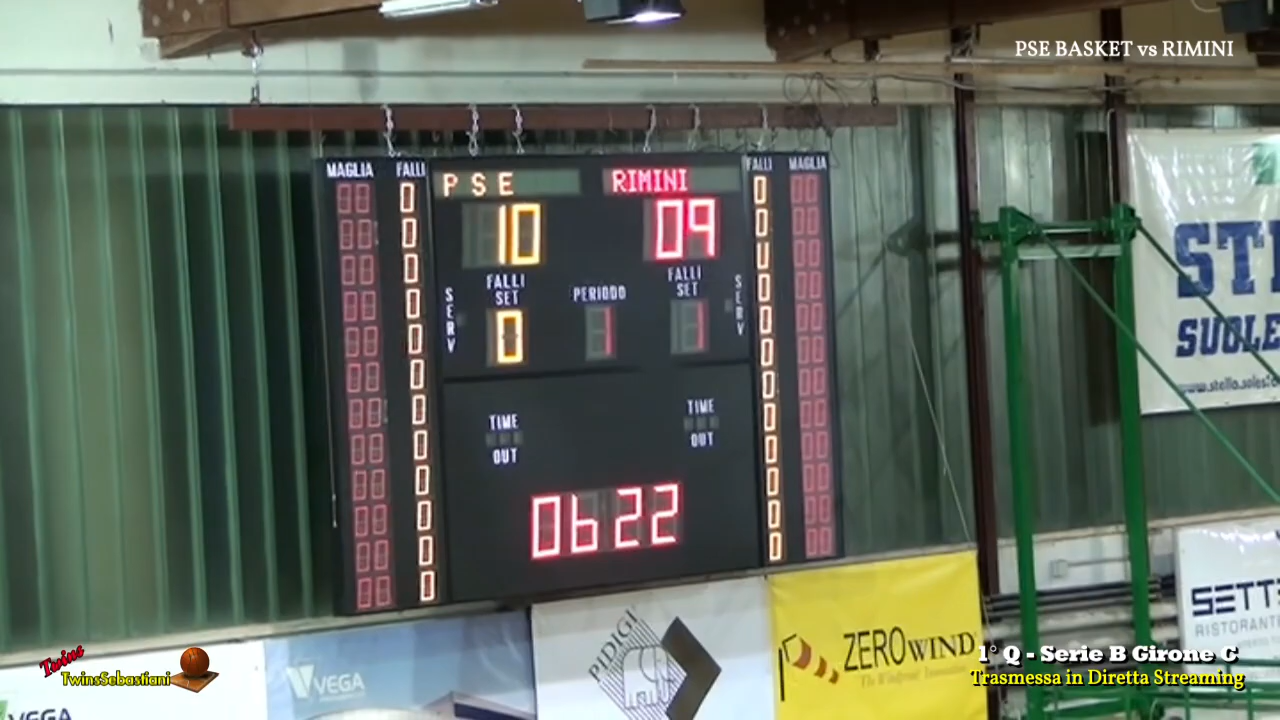 PSE BASKET vs RIMINI
MAGLIA FALLI
FALLI MAGLIA
PSE RIMINI
10 09
FALLI SET
PERIODO
FALLI SET
SERV
SERV
0 1 1
TIME OUT
TIME OUT
06 22
STE
SUOLE
SETT
RISTORANTE
PIDIGI
ZEROWIND
VEGA
VEGA
Twins
TwinsSebastiani
1° Q - Serie B Girone C
Trasmessa in Diretta Streaming